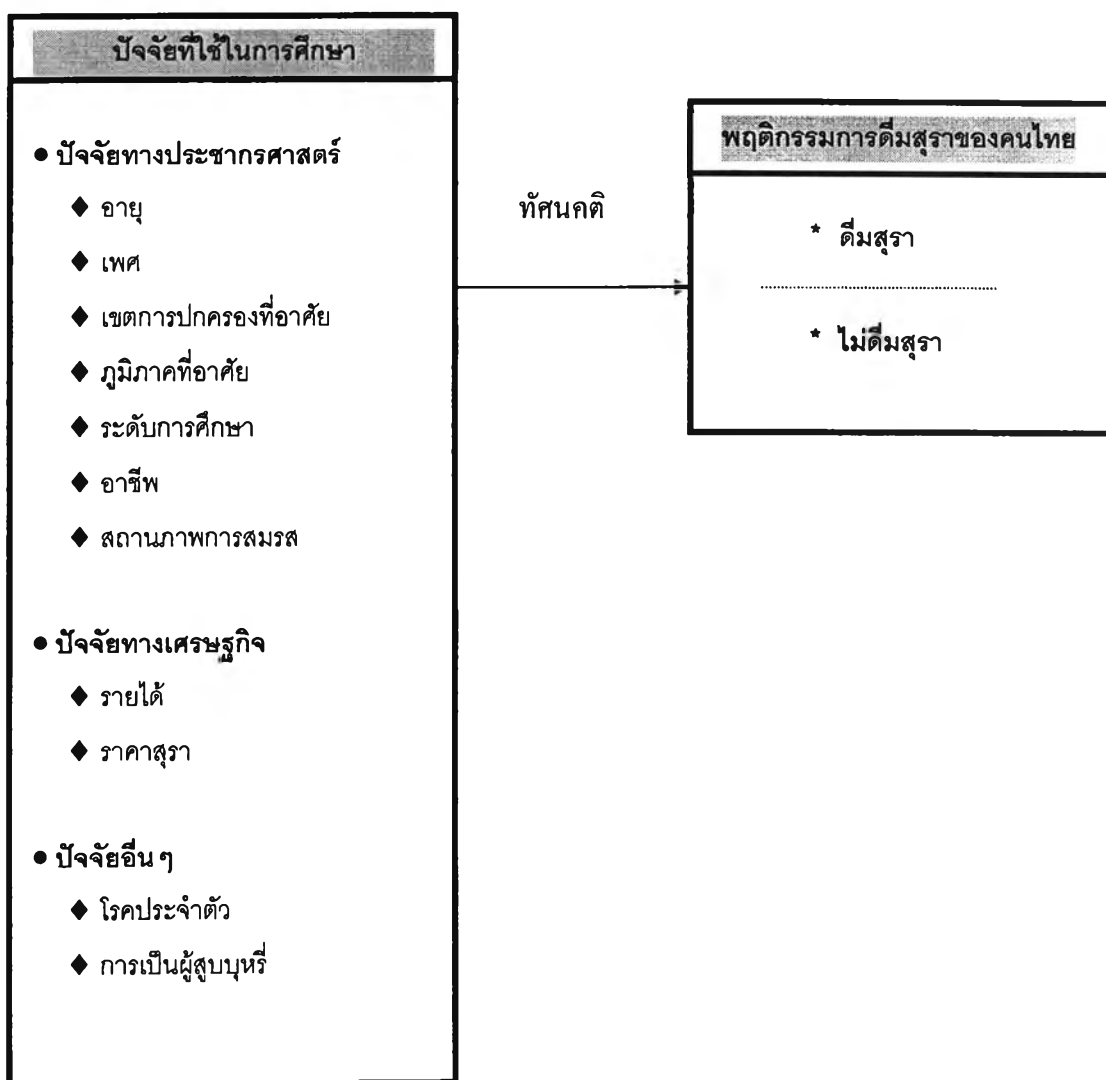 ปัจจัยที่ใช้ในการศึกษา
● ปัจจัยทางประชากรศาสตร์
◆ อายุ
◆ เพศ
◆ เขตการปกครองที่อาศัย
◆ ภูมิภาคที่อาศัย
◆ ระดับการศึกษา
◆ อาชีพ
◆ สถานภาพการสมรส
● ปัจจัยทางเศรษฐกิจ
◆ รายได้
◆ ราคาสุรา
● ปัจจัยอื่น ๆ
◆ โรคประจำตัว
◆ การเป็นผู้สูบบุหรี่
ทัศนคติ
พฤติกรรมการดื่มสุราของคนไทย
* ดื่มสุรา
* ไม่ดื่มสุรา